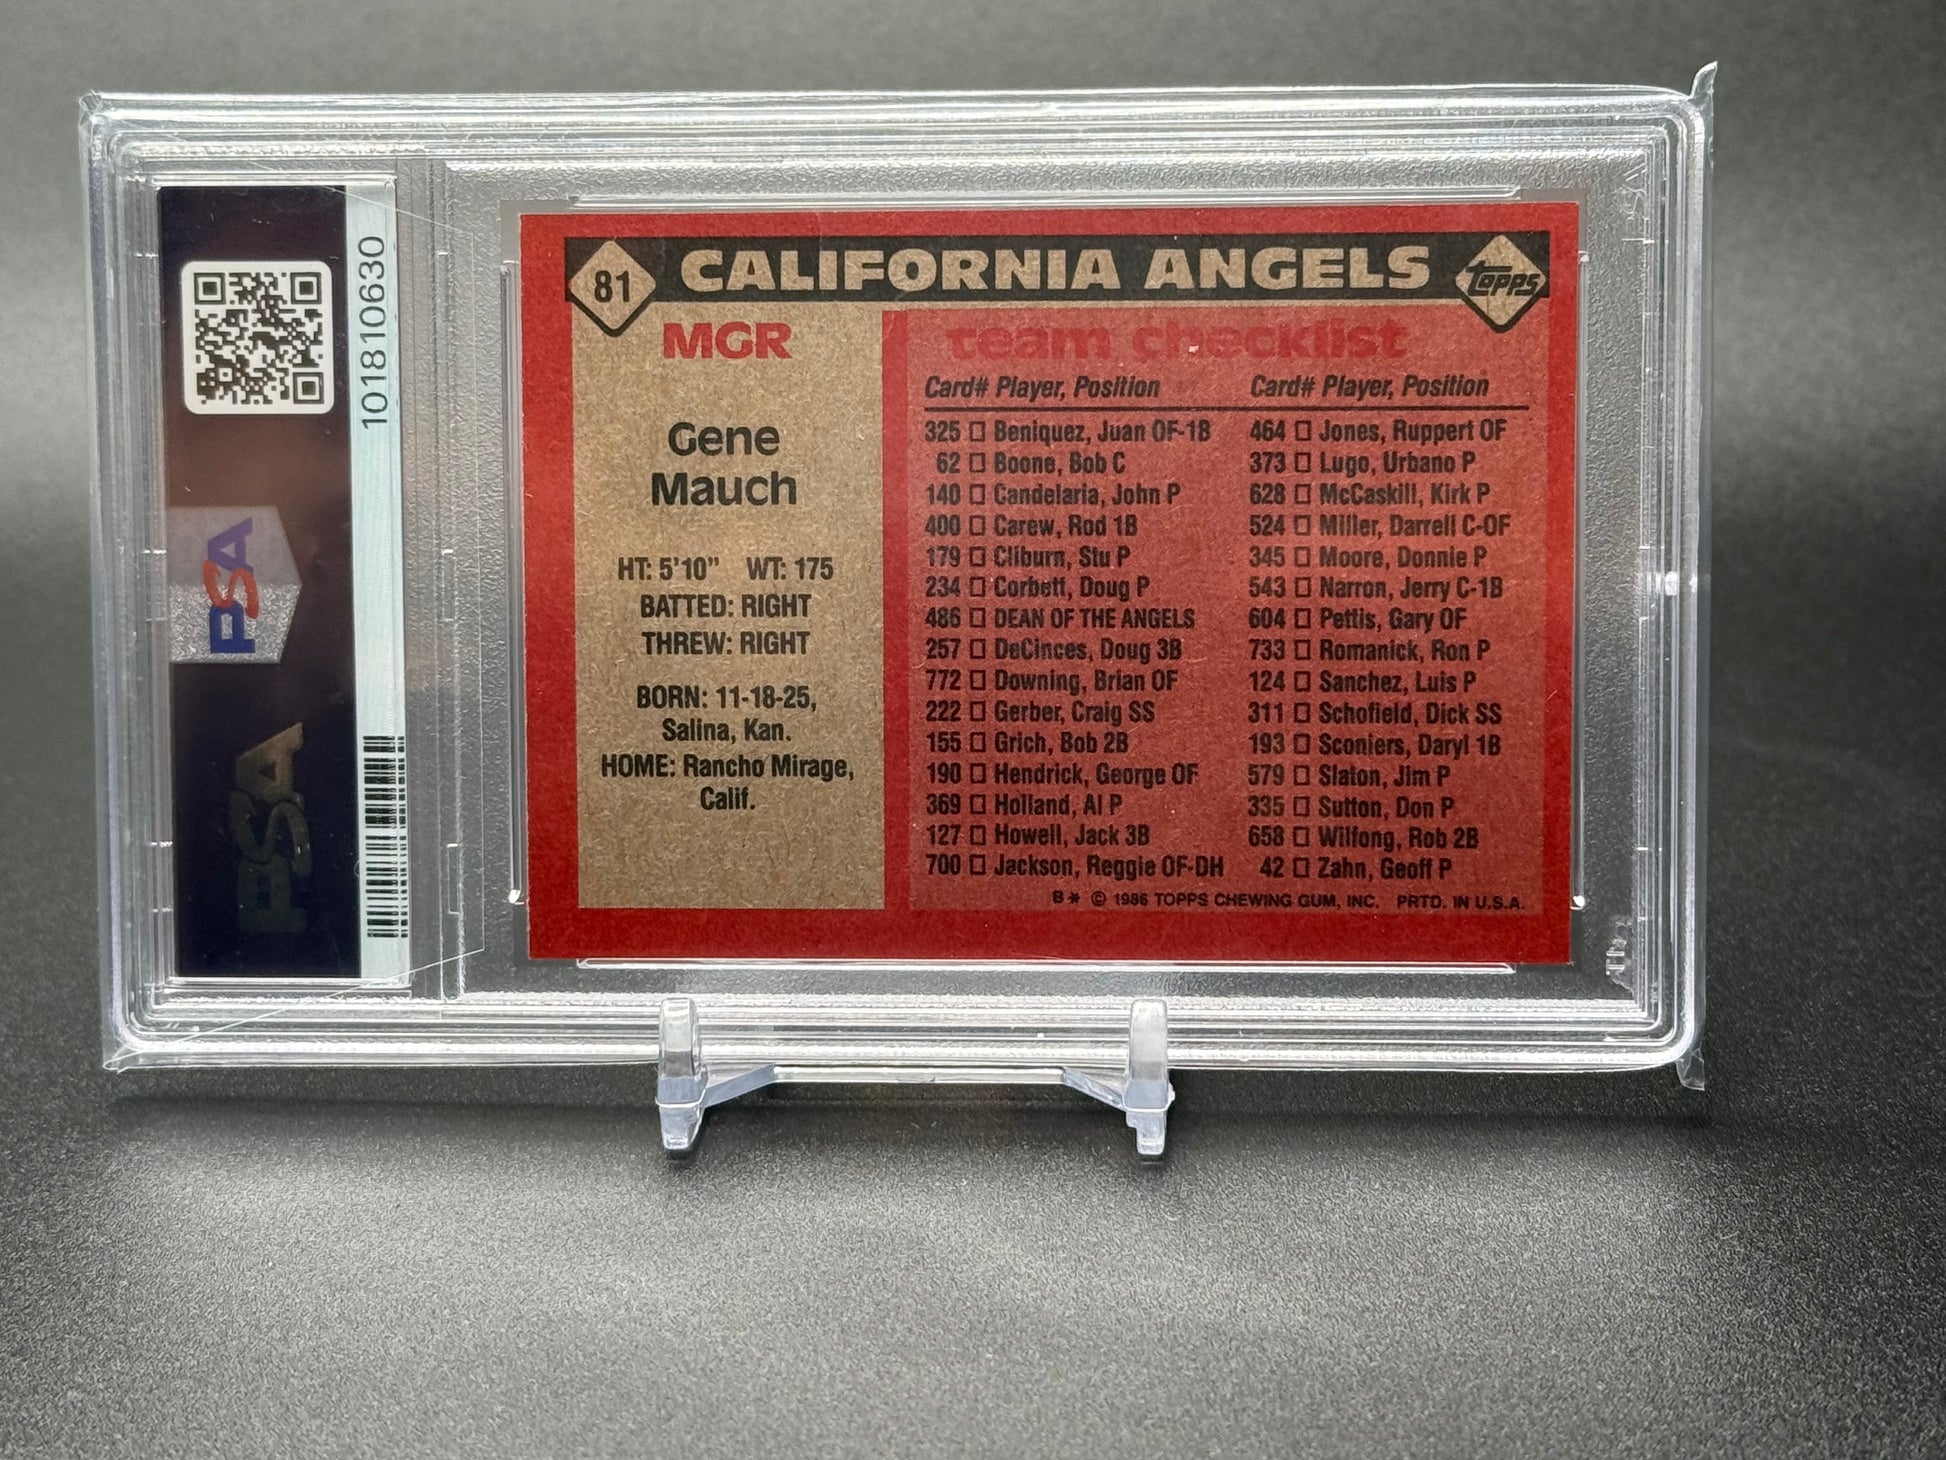 101810630
PSA
PSA
81 CALIFORNIA ANGELS TOPPS
MGR
Gene
Mauch
HT: 5'10" WT: 175
BATTED: RIGHT
THREW: RIGHT
BORN: 11-18-25,
Salina, Kan.
HOME: Rancho Mirage,
Calif.
team checklist
Card# Player, Position
325 □ Beniquez, Juan OF-1B
62 □ Boone, Bob C
140 □ Candelaria, John P
400 □ Carew, Rod 1B
179 □ Cliburn, Stu P
234 □ Corbett, Doug P
486 □ DEAN OF THE ANGELS
257 □ DeCinces, Doug 3B
772 □ Downing, Brian OF
222 □ Gerber, Craig SS
155 □ Grich, Bob 2B
190 □ Hendrick, George OF
369 □ Holland, Al P
127 □ Howell, Jack 3B
700 □ Jackson, Reggie OF-DH
Card# Player, Position
464 □ Jones, Ruppert OF
373 □ Lugo, Urbano P
628 □ McCaskill, Kirk P
524 □ Miller, Darrell C-OF
345 □ Moore, Donnie P
543 □ Narron, Jerry C-1B
604 □ Pettis, Gary OF
733 □ Romanick, Ron P
124 □ Sanchez, Luis P
311 □ Schofield, Dick SS
193 □ Sconiers, Daryl 1B
579 □ Slaton, Jim P
335 □ Sutton, Don P
658 □ Wilfong, Rob 2B
42 □ Zahn, Geoff P
B* © 1986 TOPPS CHEWING GUM, INC. PRTD. IN U.S.A.